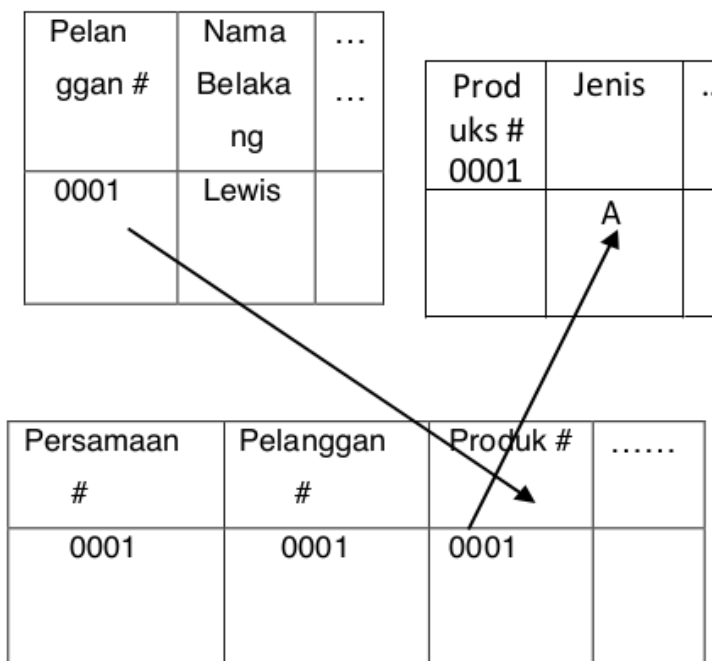 Pelan
ggan #
Nama
Belaka
ng
...
...
0001
Lewis
Prod
uks #
0001
Jenis
..
A
Persamaan
#
Pelanggan
#
Produk #
......
0001
0001
0001